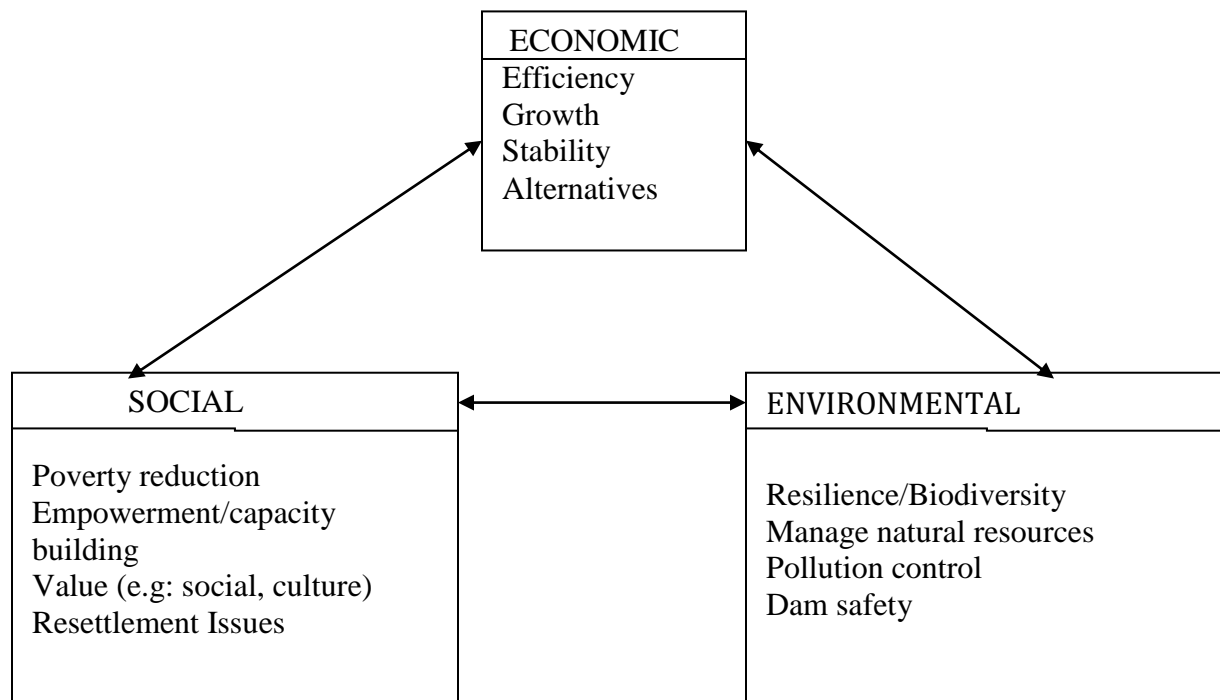 ECONOMIC
Efficiency
Growth
Stability
Alternatives
SOCIAL
Poverty reduction
Empowerment/capacity
building
Value (e.g: social, culture)
Resettlement Issues
ENVIRONMENTAL
Resilience/Biodiversity
Manage natural resources
Pollution control
Dam safety